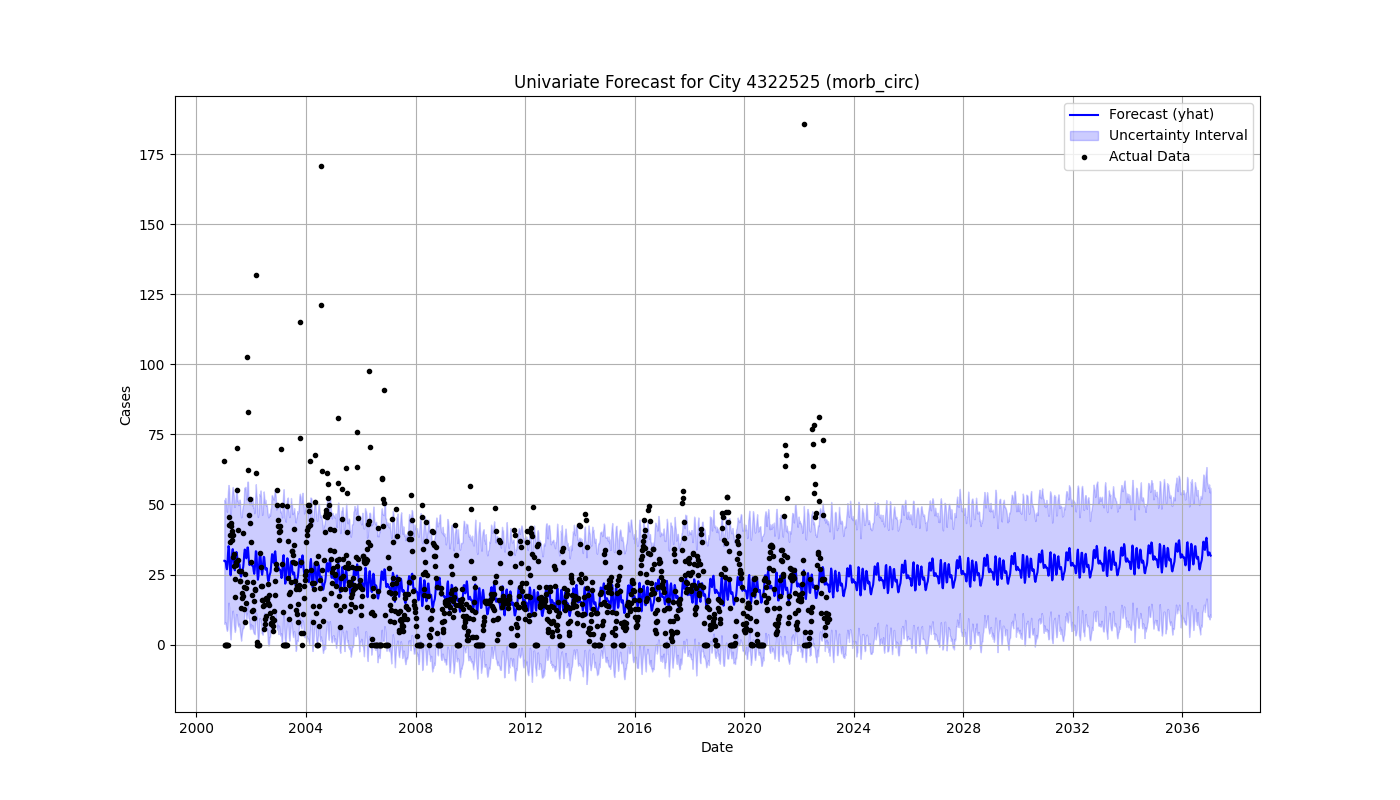 Univariate Forecast for City 4322525 (morb_circ)
Forecast (yhat)
Uncertainty Interval
Actual Data
Cases
175
150
125
100
75
50
25
0
2000 2004 2008 2012 2016 2020 2024 2028 2032 2036
Date